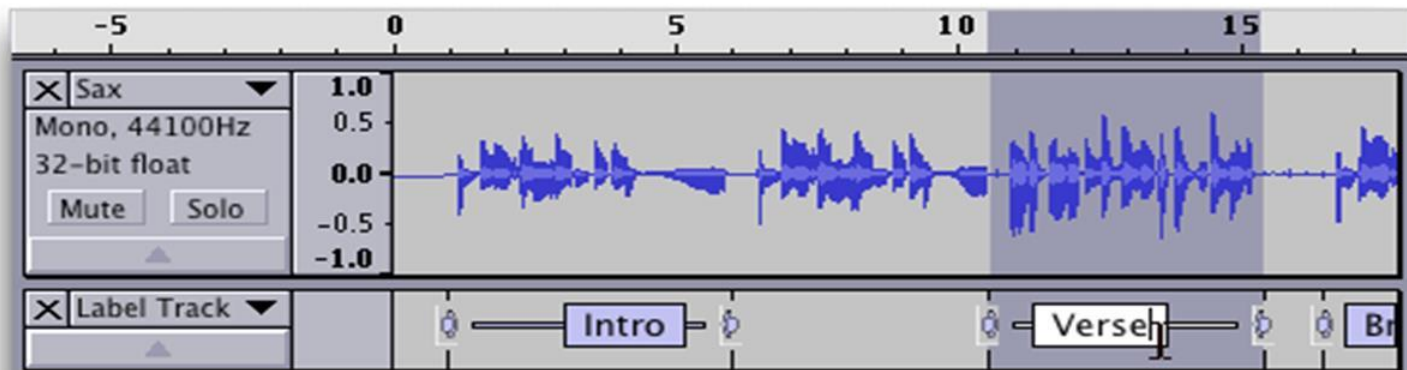 -5 0 5 10 15
X Sax
Mono, 44100Hz
32-bit float
Mute Solo
1.0
0.5
0.0
-0.5
-1.0
X Label Track
Intro
Verse
Br